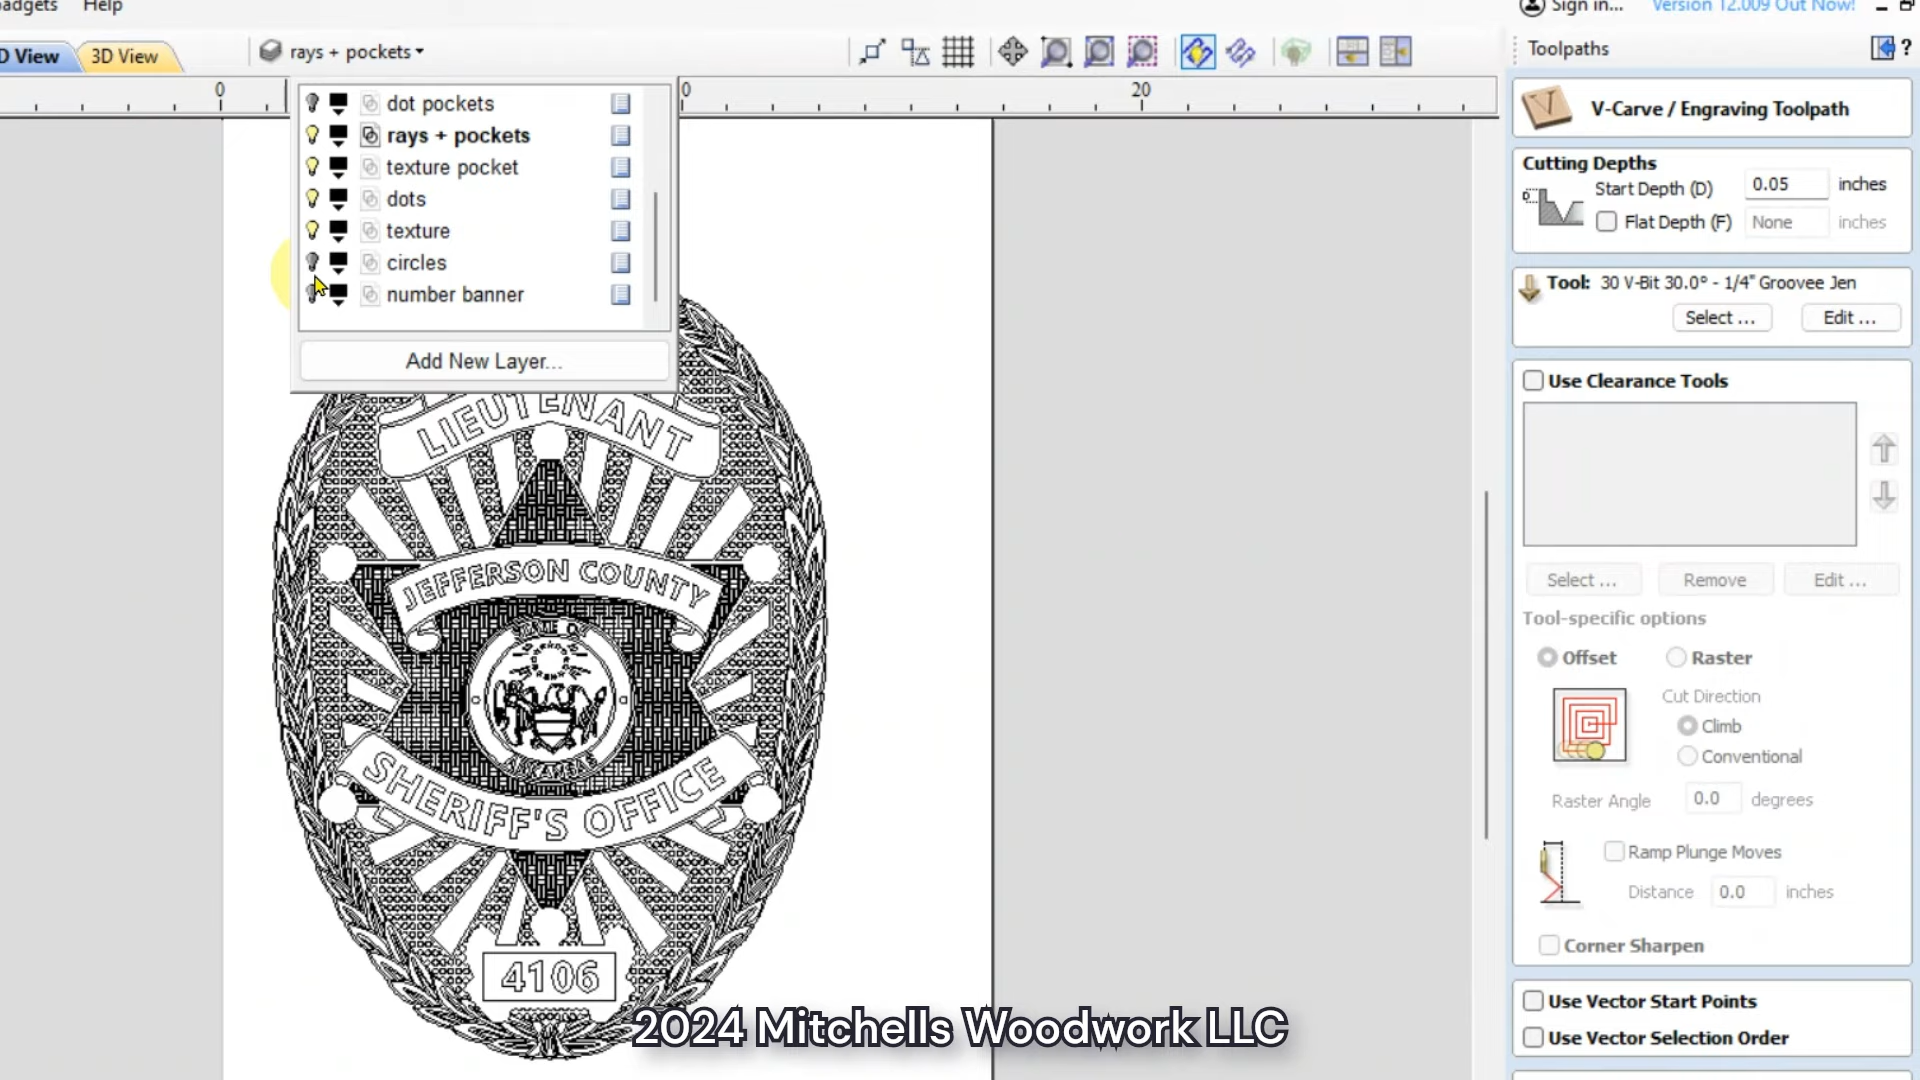 adgets Help
Sign in... Version 12.009 Out Now!
D View 3D View rays + pockets
Toolpaths ?
0 0 20
dot pockets
rays + pockets
texture pocket
dots
texture
circles
number banner
Add New Layer...
LIEUTENANT
JEFFERSON COUNTY
STATE OF
ARKANSAS
SHERIFF'S OFFICE
4106
2024 Mitchells Woodwork LLC
V-Carve / Engraving Toolpath
Cutting Depths
Start Depth (D) 0.05 inches
Flat Depth (F) None inches
Tool: 30 V-Bit 30.0° - 1/4" Groovee Jen
Select ... Edit ...
Use Clearance Tools
Select ... Remove Edit ...
Tool-specific options
Offset Raster
Cut Direction
Climb
Conventional
Raster Angle 0.0 degrees
Ramp Plunge Moves
Distance 0.0 inches
Corner Sharpen
Use Vector Start Points
Use Vector Selection Order